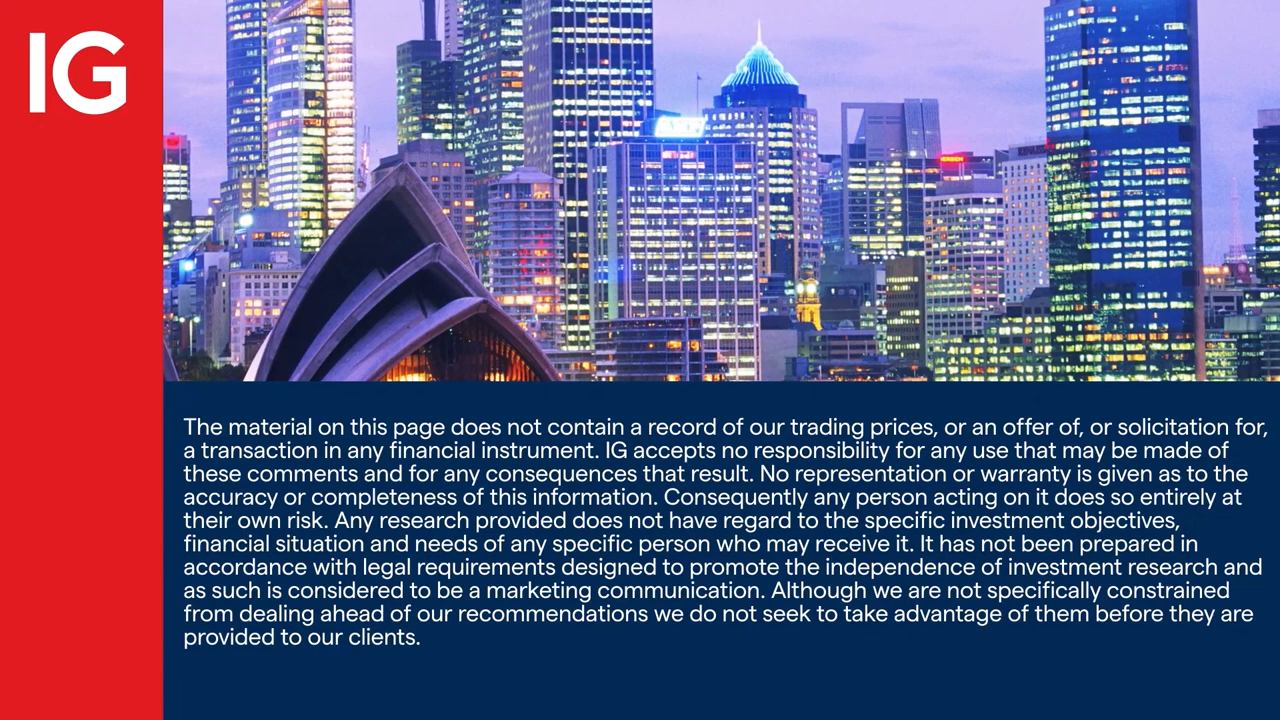 IG
The material on this page does not contain a record of our trading prices, or an offer of, or solicitation for,
a transaction in any financial instrument. IG accepts no responsibility for any use that may be made of
these comments and for any consequences that result. No representation or warranty is given as to the
accuracy or completeness of this information. Consequently any person acting on it does so entirely at
their own risk. Any research provided does not have regard to the specific investment objectives,
financial situation and needs of any specific person who may receive it. It has not been prepared in
accordance with legal requirements designed to promote the independence of investment research and
as such is considered to be a marketing communication. Although we are not specifically constrained
from dealing ahead of our recommendations we do not seek to take advantage of them before they are
provided to our clients.